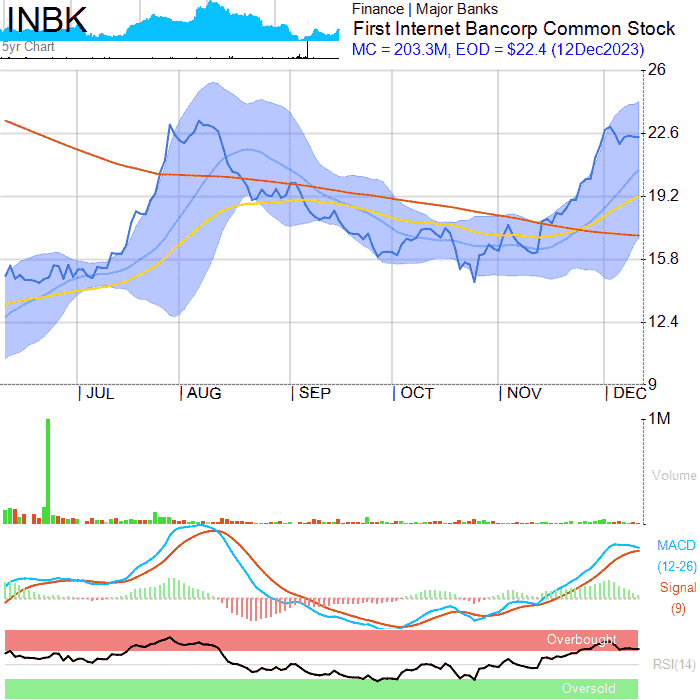 INBK
5yr Chart
Finance | Major Banks
First Internet Bancorp Common Stock
MC = 203.3M, EOD = $22.4 (12Dec2023)
26
22.6
19.2
15.8
12.4
9
JUL AUG SEP OCT NOV DEC
1M
Volume
MACD
(12-26)
Signal
(9)
Overbought
RSI(14)
Oversold